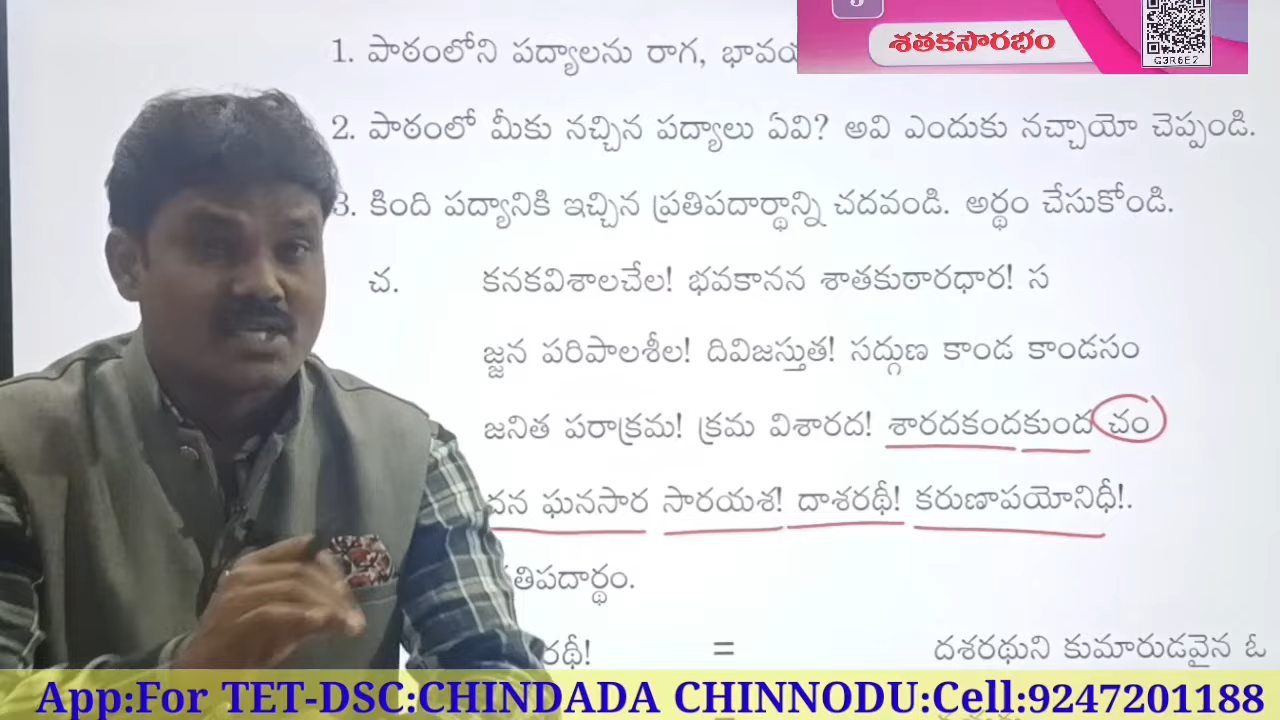 శతకసౌరభం
G3R6E2
1. పాఠంలోని పద్యాలను రాగ,
2. పాఠంలో మీకు నచ్చిన పద్యాలు ఏవి? అవి ఎందుకు నచ్చాయో చెప్పండి.
3. కింది పద్యానికి ఇచ్చిన ప్రతిపదార్థాన్ని చదవండి. అర్థం చేసుకోండి.
చ. కనకవిశాలచేల! భవకానన శాతకుఠారధార! స
జ్జన పరిపాలశీల! దివిజస్తుత! సద్గుణ కాండ కాండసం
జనిత పరాక్రమ! క్రమ విశారద! శారదకందకుంద చం
దన ఘనసార సారయశ! దాశరథీ! కరుణాపయోనిధీ!.
తిపదార్థం.
రథీ! = దశరథుని కుమారుడవైన ఓ
App:For TET-DSC:CHINDADA CHINNODU:Cell:9247201188